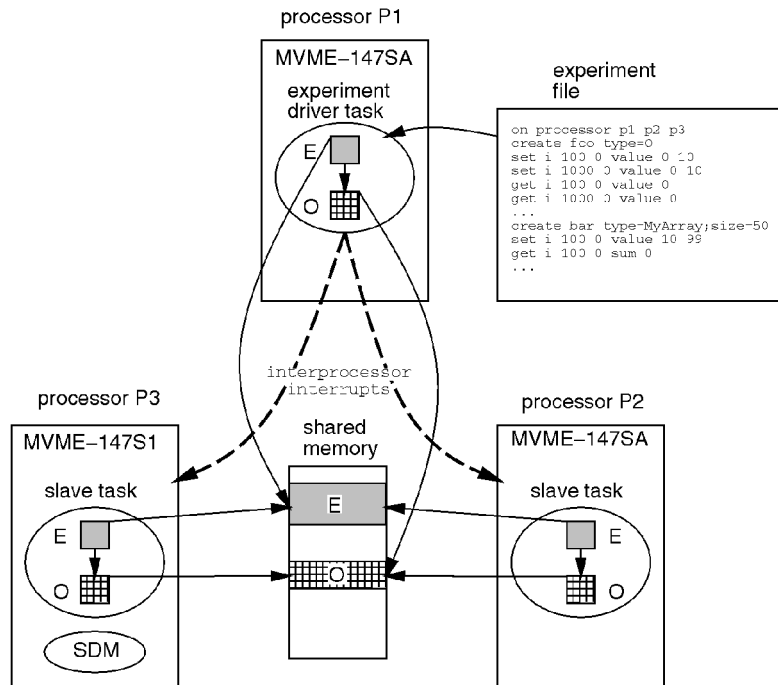 processor P1
MVME-147SA
experiment
driver task
E
O
experiment
file
on processor p1 p2 p3
create foo type=O
set i 100 0 value 0 10
set i 1000 0 value 0 10
get i 100 0 value 0
get i 1000 0 value 0
...
create bar type=MyArray;size=50
set i 100 0 value 10 99
get i 100 0 sum 0
...
interprocessor
interrupts
processor P3
MVME-147S1
slave task
E
O
SDM
shared
memory
E
O
processor P2
MVME-147SA
slave task
E
O